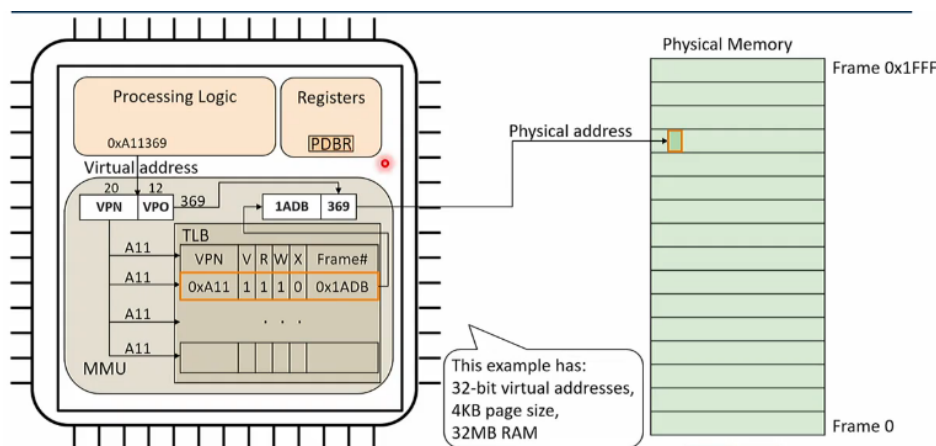 Physical Memory
Frame 0x1FFF
Processing Logic
Registers
0xA11369
PDBR
Physical address
Virtual address
20 12
VPN VPO
369
1ADB 369
TLB
VPN V R W X Frame#
0xA11 1 1 1 0 0x1ADB
A11
A11
A11
. . .
A11
MMU
This example has:
32-bit virtual addresses,
4KB page size,
32MB RAM
Frame 0